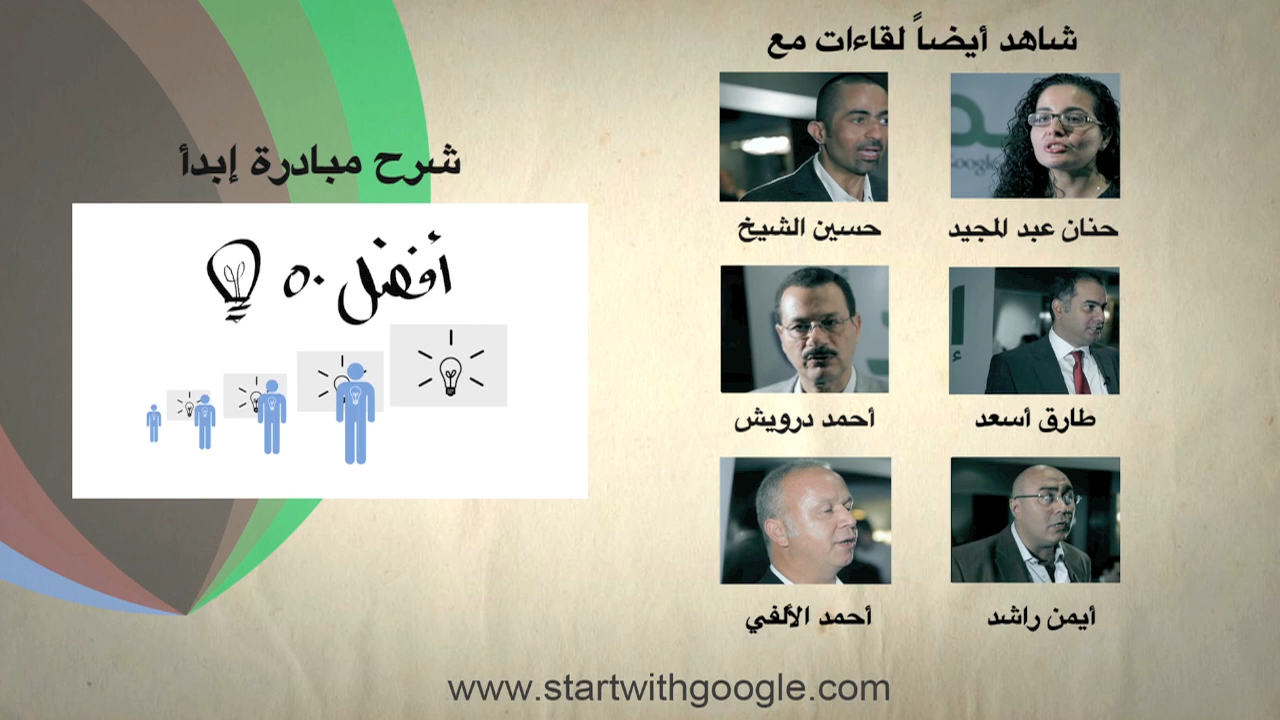 شاهد أيضاً لقاءات مع
حنان عبد المجيد
حسين الشيخ
طارق أسعد
أحمد درويش
أيمن راشد
أحمد الألفي
شرح مبادرة إبدأ
أفضل ٥٠
Google
www.startwithgoogle.com